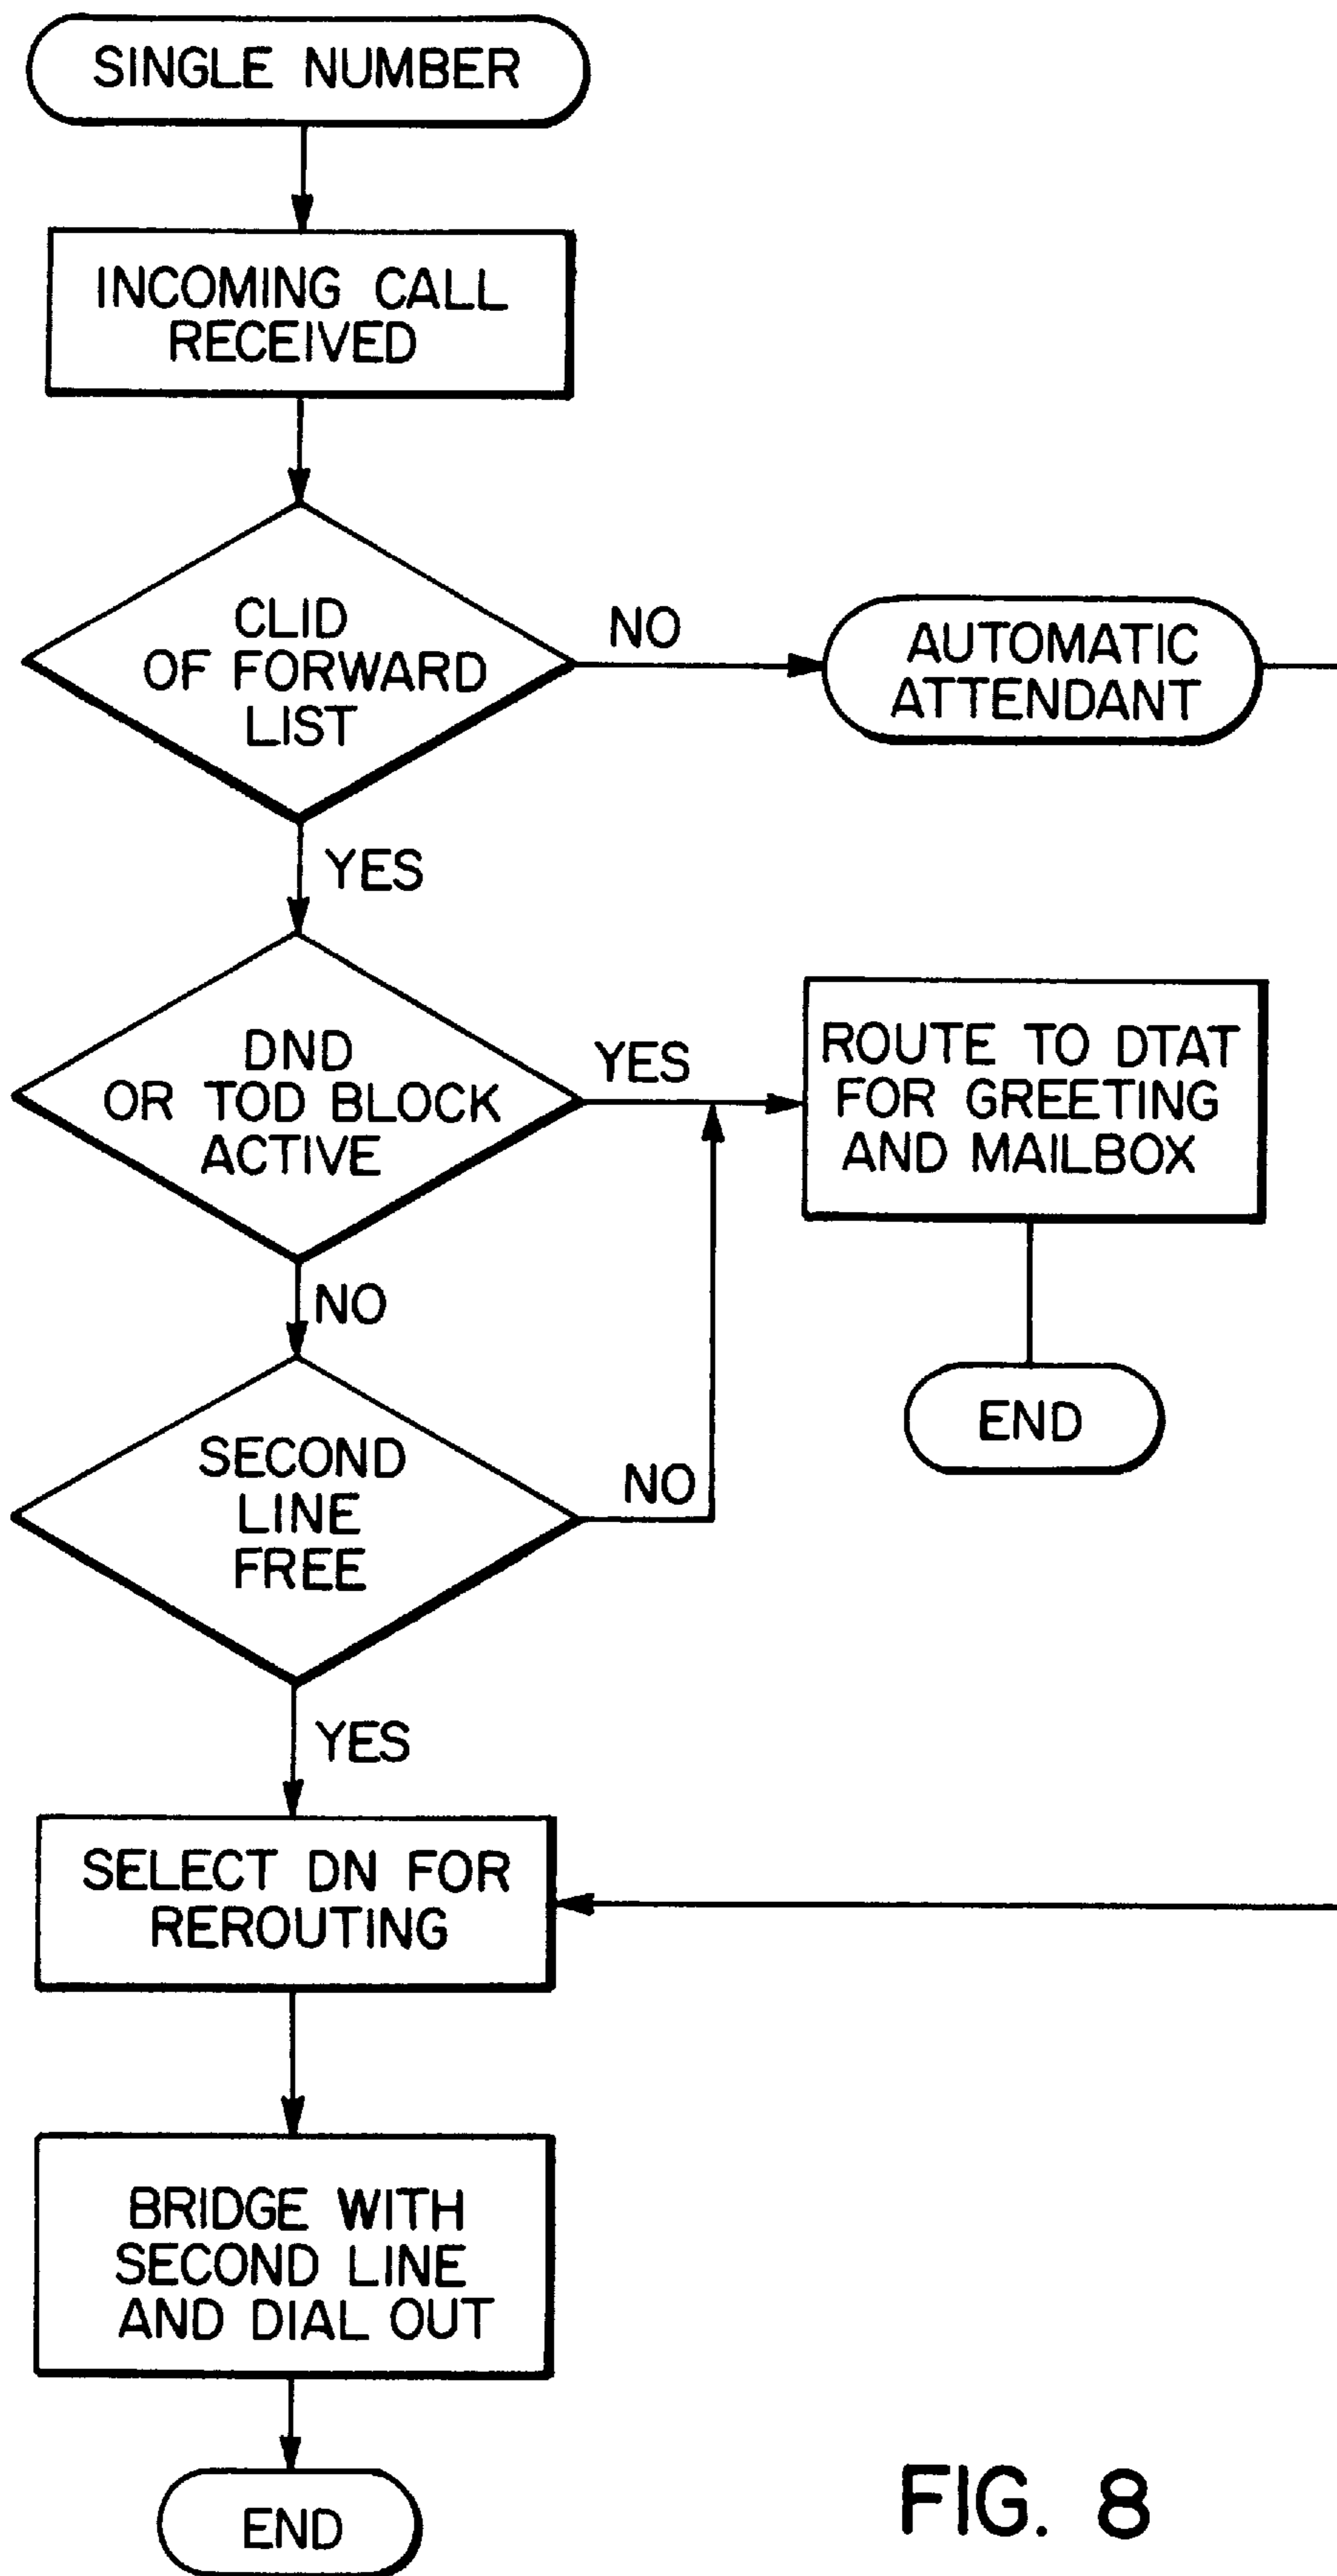 SINGLE NUMBER
INCOMING CALL
RECEIVED
CLID
OF FORWARD
LIST
NO
AUTOMATIC
ATTENDANT
YES
DND
OR TOD BLOCK
ACTIVE
YES
ROUTE TO DTAT
FOR GREETING
AND MAILBOX
NO
END
SECOND
LINE
FREE
NO
YES
SELECT DN FOR
REROUTING
BRIDGE WITH
SECOND LINE
AND DIAL OUT
END
FIG. 8